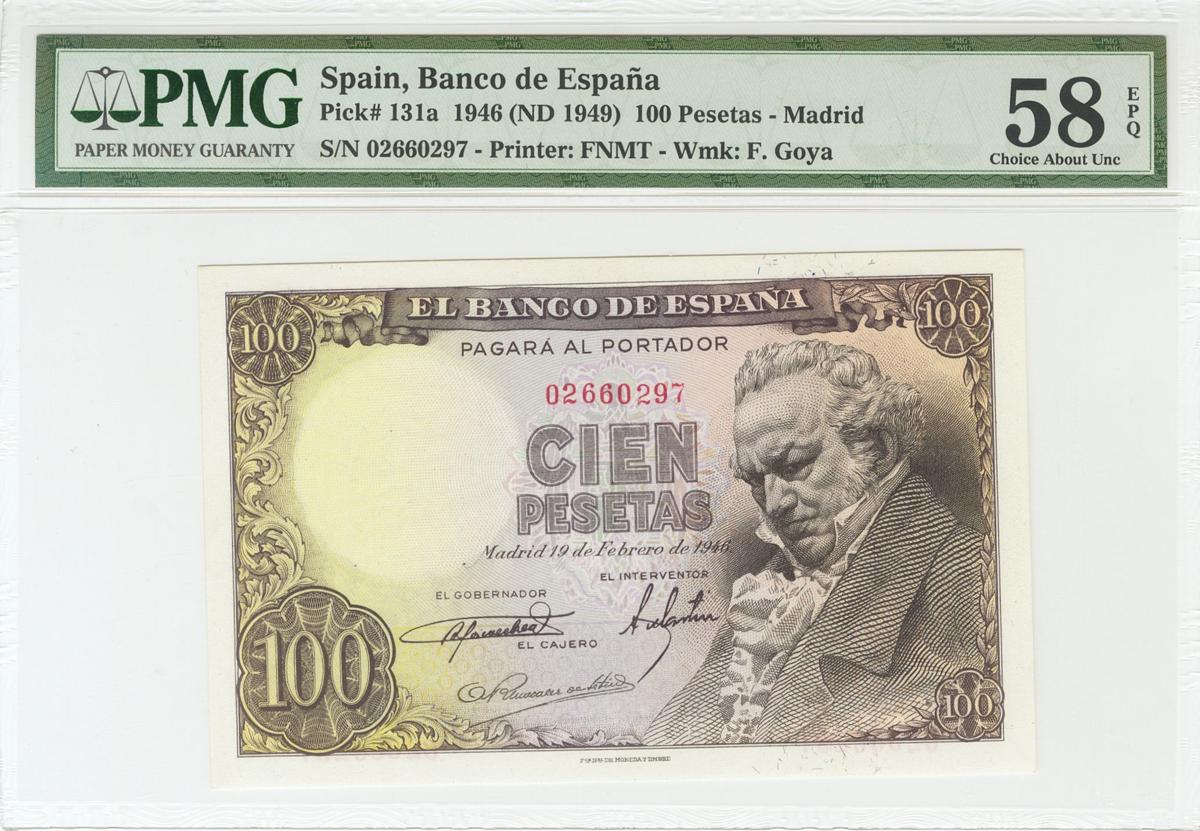 PMG
PAPER MONEY GUARANTY
Spain, Banco de España
Pick# 131a 1946 (ND 1949) 100 Pesetas - Madrid
S/N 02660297 - Printer: FNMT - Wmk: F. Goya
58
EPQ
Choice About Unc
100
EL BANCO DE ESPAÑA
100
PAGARÁ AL PORTADOR
02660297
CIEN
PESETAS
Madrid 19 de Febrero de 1946.
EL INTERVENTOR
EL GOBERNADOR
EL CAJERO
100
100